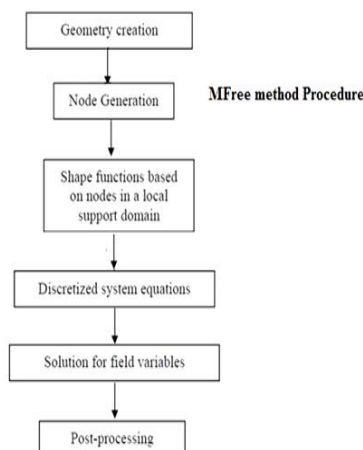 Geometry creation
Node Generation
MFree method Procedure
Shape functions based
on nodes in a local
support domain
Discretized system equations
Solution for field variables
Post-processing